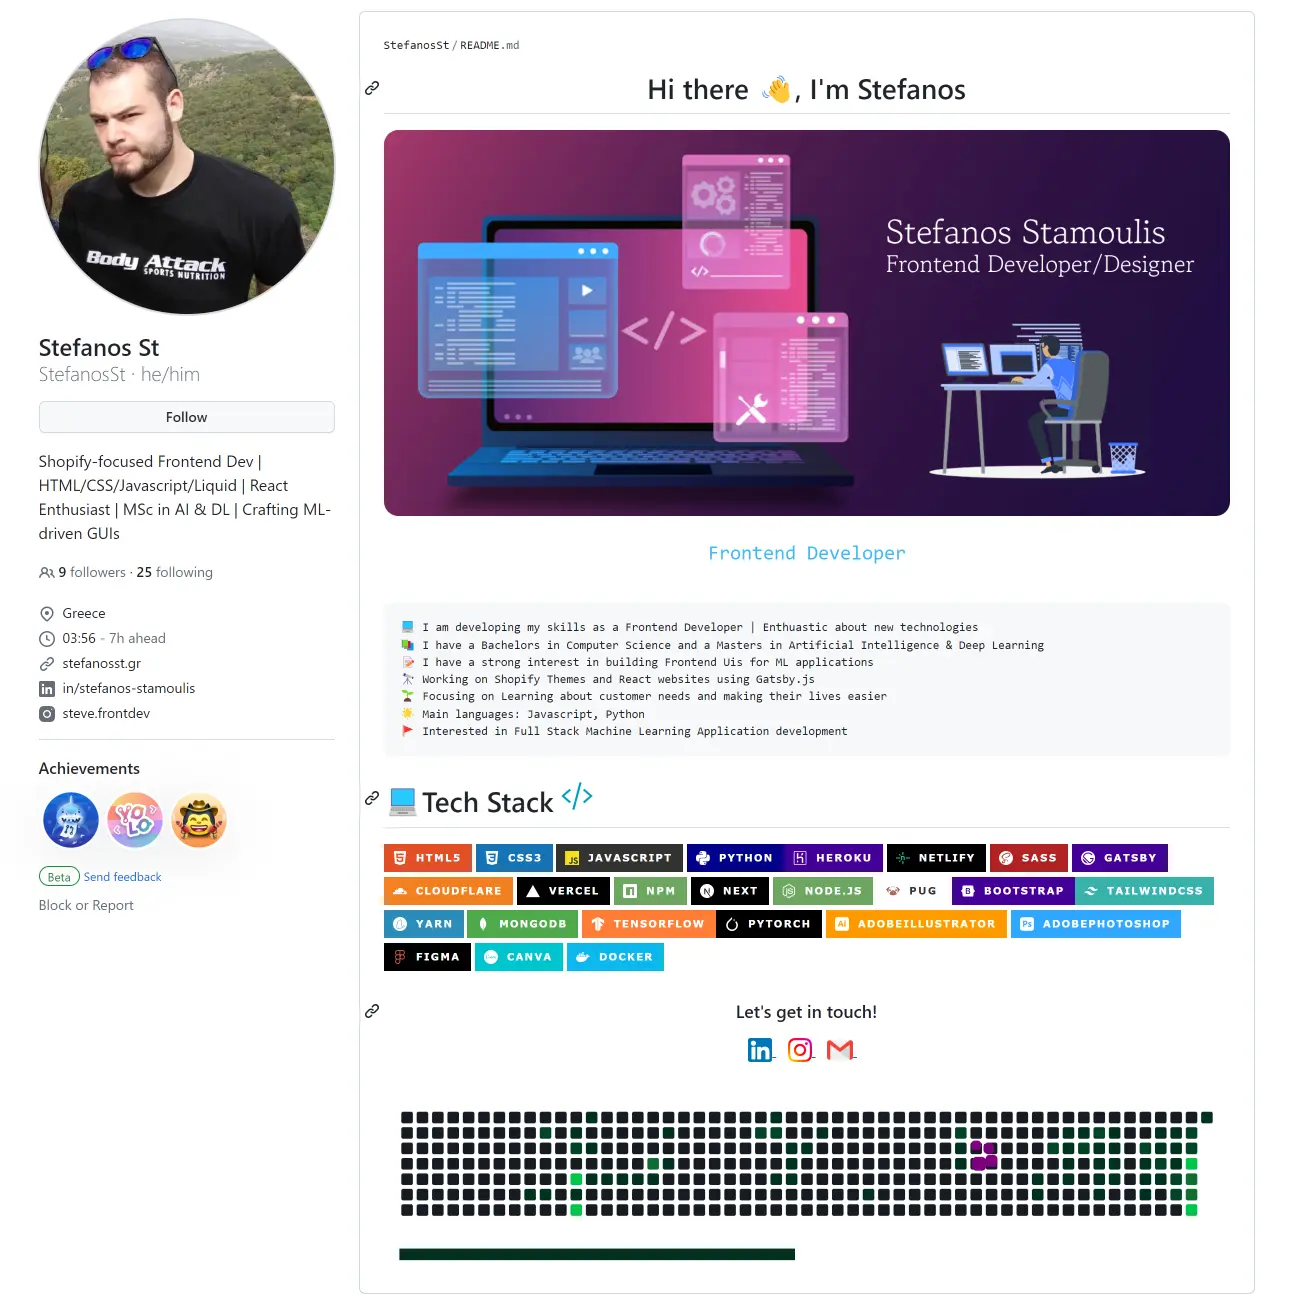 Body Attack
SPORTS NUTRITION
Stefanos St
StefanosSt · he/him
Follow
Shopify-focused Frontend Dev |
HTML/CSS/Javascript/Liquid | React
Enthusiast | MSc in AI & DL | Crafting ML-
driven GUIs
9 followers · 25 following
Greece
03:56 - 7h ahead
stefanosst.gr
in/stefanos-stamoulis
steve.frontdev
Achievements
YOLO
Beta Send feedback
Block or Report
StefanosSt / README.md
Hi there 👋, I'm Stefanos
</>
</>
Stefanos Stamoulis
Frontend Developer/Designer
Frontend Developer
💻 I am developing my skills as a Frontend Developer | Enthuastic about new technologies
📚 I have a Bachelors in Computer Science and a Masters in Artificial Intelligence & Deep Learning
📝 I have a strong interest in building Frontend Uis for ML applications
🔭 Working on Shopify Themes and React websites using Gatsby.js
🌱 Focusing on Learning about customer needs and making their lives easier
☀️ Main languages: Javascript, Python
🚩 Interested in Full Stack Machine Learning Application development
💻 Tech Stack </>
HTML5 CSS3 JS JAVASCRIPT PYTHON HEROKU NETLIFY SASS GATSBY
CLOUDFLARE VERCEL NPM NEXT NODE.JS PUG BOOTSTRAP TAILWINDCSS
YARN MONGODB TENSORFLOW PYTORCH Ai ADOBEILLUSTRATOR Ps ADOBEPHOTOSHOP
FIGMA CANVA DOCKER
Let's get in touch!
in